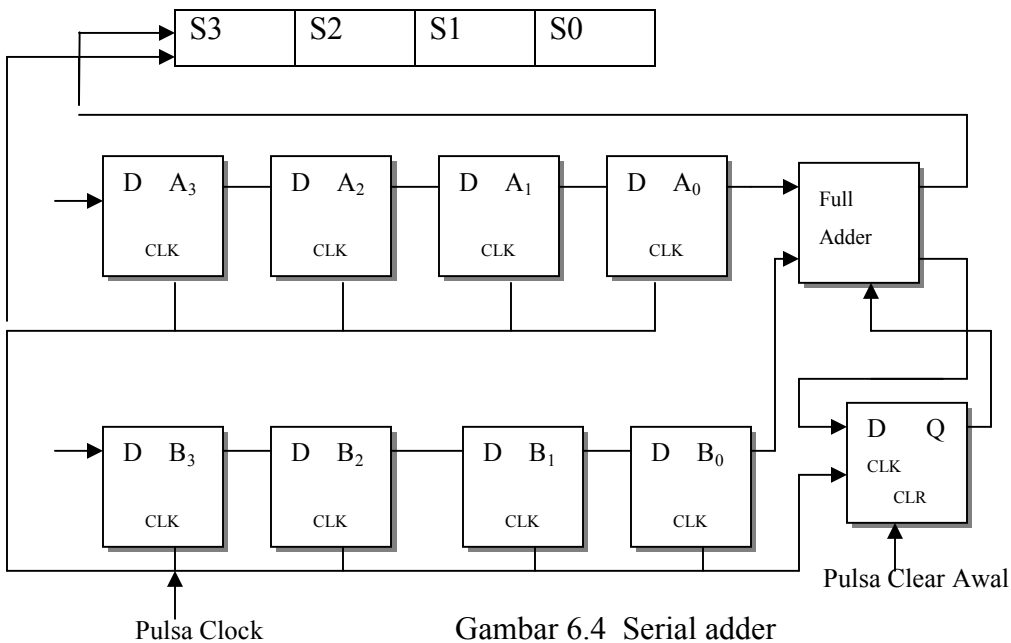 S3 S2 S1 S0
D A₃ D A₂ D A₁ D A₀
CLK CLK CLK CLK
Full
Adder
D B₃ D B₂ D B₁ D B₀
CLK CLK CLK CLK
D Q
CLK
CLR
Pulsa Clear Awal
Pulsa Clock
Gambar 6.4 Serial adder